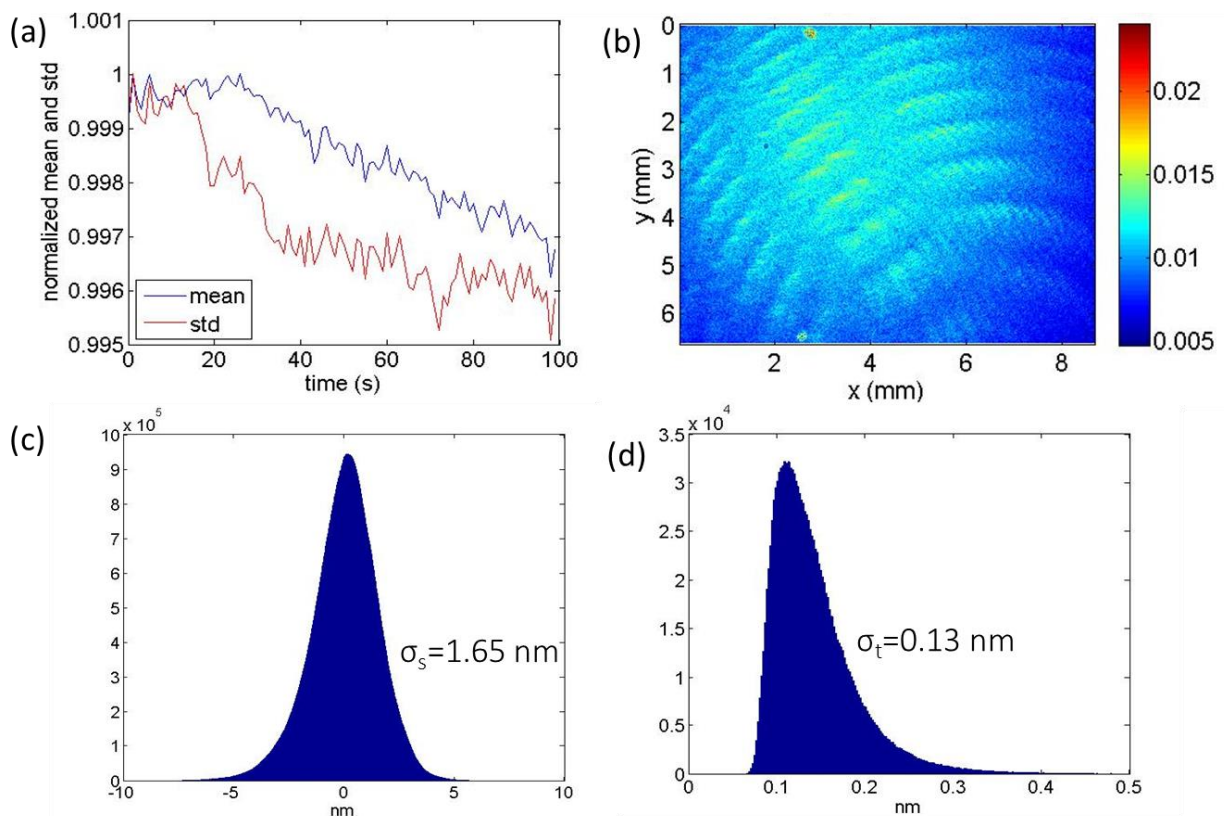 (a)
1.001
1
0.999
0.998
0.997
0.996
0.995
normalized mean and std
mean
std
0 20 40 60 80 100
time (s)
(b)
0
1
2
3
4
5
6
y (mm)
2 4 6 8
x (mm)
0.02
0.015
0.01
0.005
(c)
x 10^5
10
9
8
7
6
5
4
3
2
1
0
-10 -5 0 5 10
nm
σs=1.65 nm
(d)
x 10^4
3.5
3
2.5
2
1.5
1
0.5
0
0 0.1 0.2 0.3 0.4 0.5
nm
σt=0.13 nm